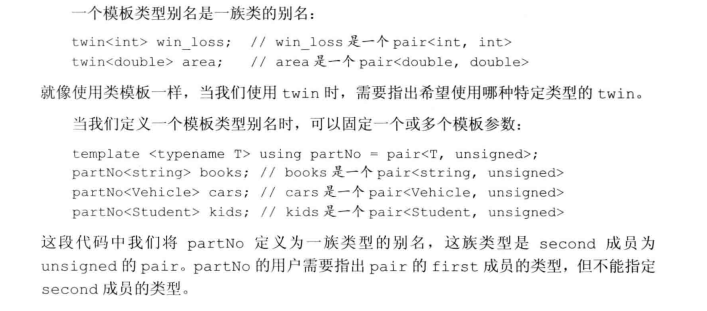 一个模板类型别名是一族类的别名：
twin<int> win_loss;  // win_loss 是一个 pair<int, int>
twin<double> area;   // area 是一个 pair<double, double>
就像使用类模板一样，当我们使用 twin 时，需要指出希望使用哪种特定类型的 twin。
当我们定义一个模板类型别名时，可以固定一个或多个模板参数：
template <typename T> using partNo = pair<T, unsigned>;
partNo<string> books; // books 是一个 pair<string, unsigned>
partNo<Vehicle> cars; // cars 是一个 pair<Vehicle, unsigned>
partNo<Student> kids; // kids 是一个 pair<Student, unsigned>
这段代码中我们将 partNo 定义为一族类型的别名，这族类型是 second 成员为
unsigned 的 pair。partNo 的用户需要指出 pair 的 first 成员的类型，但不能指定
second 成员的类型。